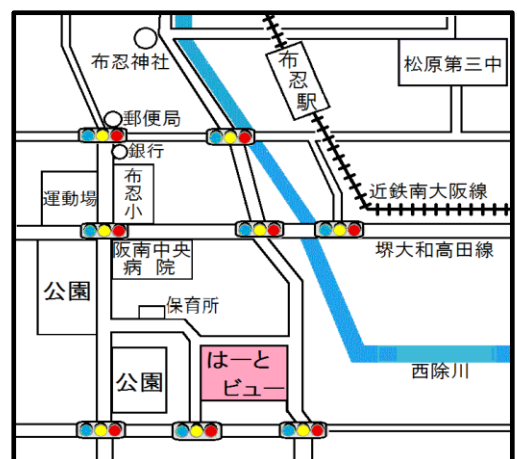 布忍神社
布忍駅
松原第三中
郵便局
銀行
運動場
布忍小
近鉄南大阪線
阪南中央
病院
堺大和高田線
公園
保育所
はーと
ビュー
公園
西除川